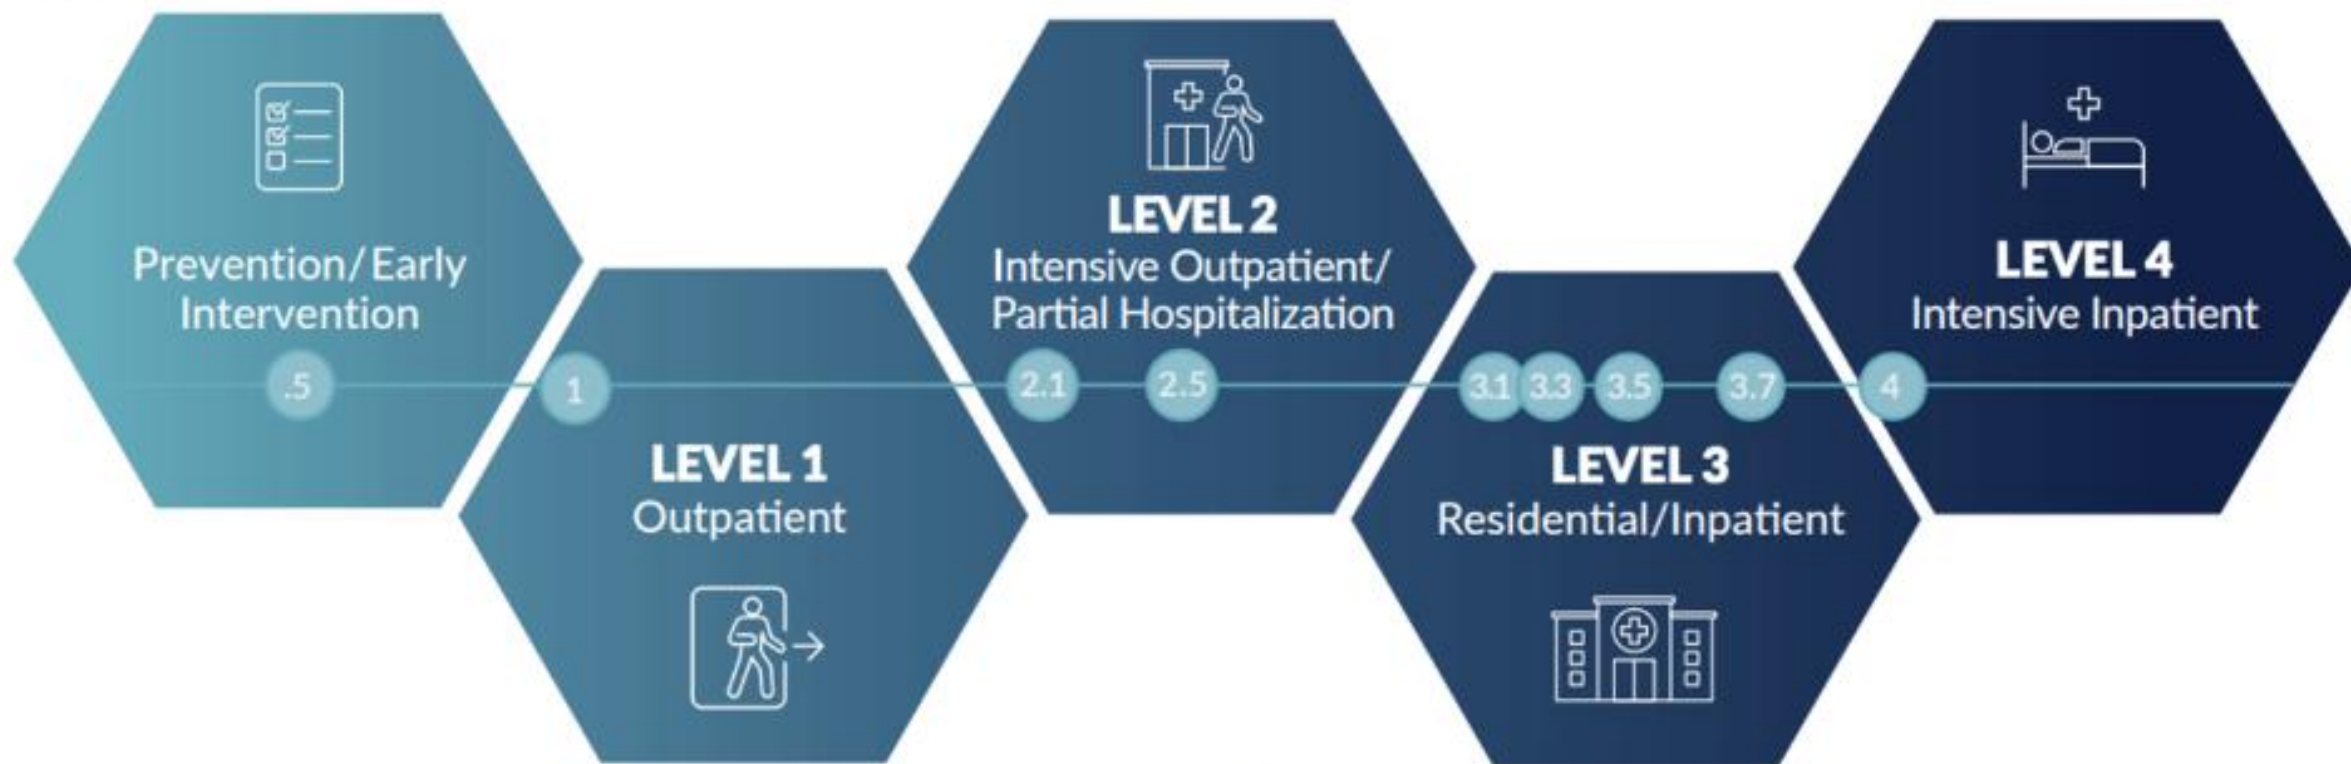 Prevention/Early
Intervention
.5
1
LEVEL 1
Outpatient
LEVEL 2
Intensive Outpatient/
Partial Hospitalization
2.1
2.5
3.1
3.3
3.5
3.7
LEVEL 3
Residential/Inpatient
LEVEL 4
Intensive Inpatient
4